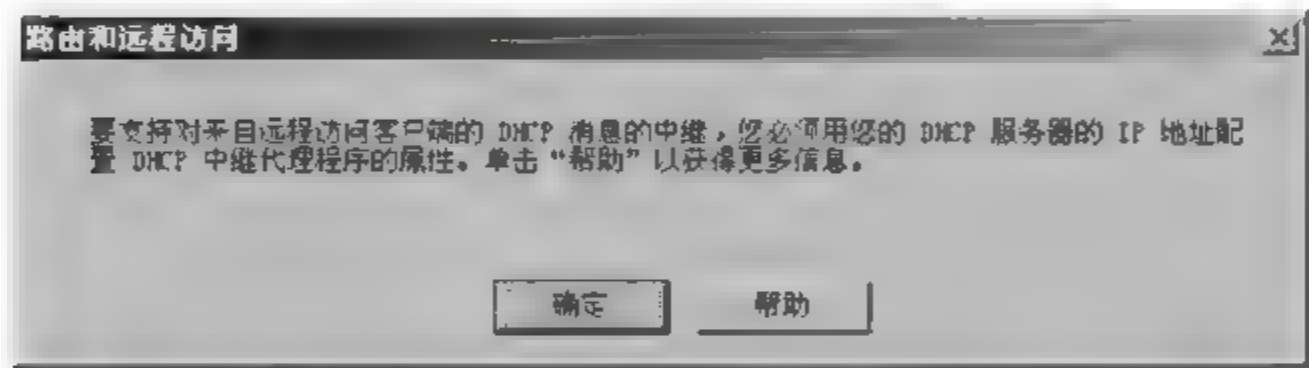 路由和远程访问
要支持对来自远程访问客户端的 DHCP 消息的中继，您必须用您的 DHCP 服务器的 IP 地址配
置 DHCP 中继代理程序的属性。单击“帮助”以获得更多信息。
确定
帮助